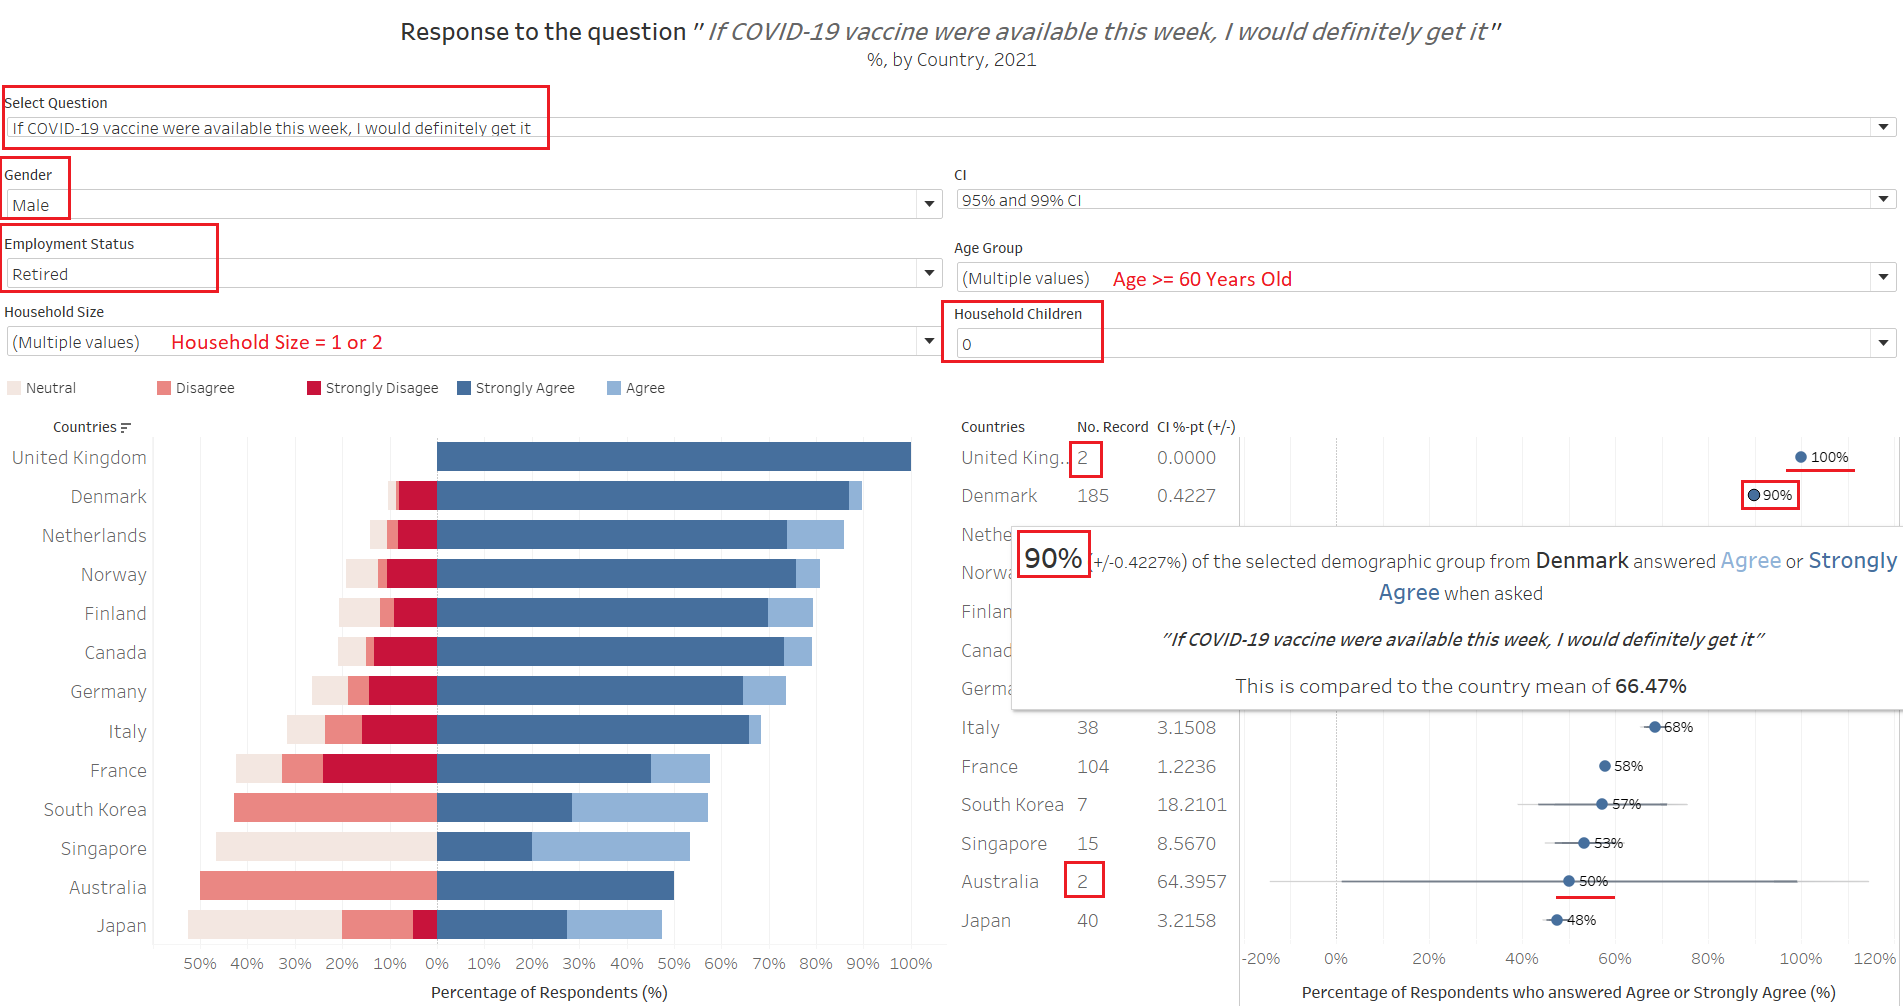 Response to the question "If COVID-19 vaccine were available this week, I would definitely get it"
%, by Country, 2021
Select Question
If COVID-19 vaccine were available this week, I would definitely get it
Gender
Male
CI
95% and 99% CI
Employment Status
Retired
Age Group
(Multiple values) Age >= 60 Years Old
Household Size
(Multiple values) Household Size = 1 or 2
Household Children
0
Neutral Disagree Strongly Disagee Strongly Agree Agree
Countries
United Kingdom
Denmark
Netherlands
Norway
Finland
Canada
Germany
Italy
France
South Korea
Singapore
Australia
Japan
50% 40% 30% 20% 10% 0% 10% 20% 30% 40% 50% 60% 70% 80% 90% 100%
Percentage of Respondents (%)
Countries No. Record CI %-pt (+/-)
United King.. 2 0.0000 100%
Denmark 185 0.4227 90%
Nethe
Norwa
Finlan
Canad
Germa
90% (+/-0.4227%) of the selected demographic group from Denmark answered Agree or Strongly
Agree when asked
"If COVID-19 vaccine were available this week, I would definitely get it"
This is compared to the country mean of 66.47%
Italy 38 3.1508 68%
France 104 1.2236 58%
South Korea 7 18.2101 57%
Singapore 15 8.5670 53%
Australia 2 64.3957 50%
Japan 40 3.2158 48%
-20% 0% 20% 40% 60% 80% 100% 120%
Percentage of Respondents who answered Agree or Strongly Agree (%)